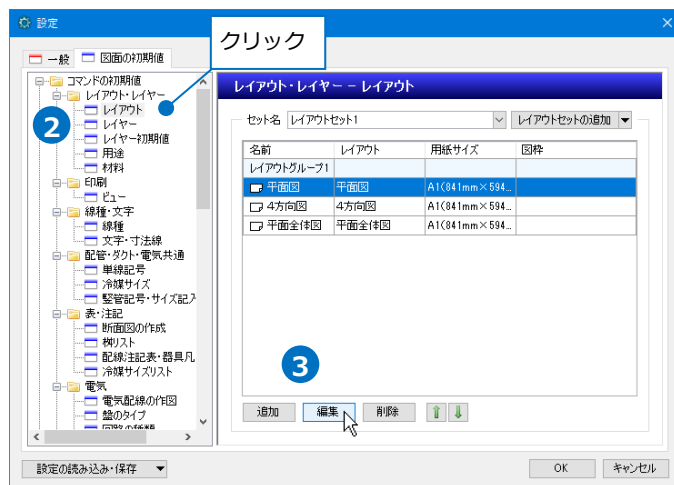 設定
クリック
一般
図面の初期値
コマンドの初期値
レイアウト・レイヤー
レイアウト
レイヤー
レイヤー初期値
用途
材料
印刷
ビュー
線種・文字
線種
文字・寸法線
配管・ダクト・電気共通
単線記号
冷媒サイズ
竪管記号・サイズ記入
表・注記
断面図の作成
桝リスト
配線注記表・器具凡
冷媒サイズリスト
電気
電気配線の作図
盤のタイプ
回路の種類
2
レイアウト・レイヤー − レイアウト
セット名 レイアウトセット1 レイアウトセットの追加
名前 レイアウト 用紙サイズ 図枠
レイアウトグループ1
平面図 平面図 A1(841mm×594...
4方向図 4方向図 A1(841mm×594...
平面全体図 平面全体図 A1(841mm×594...
3
追加 編集 削除
設定の読み込み・保存
OK キャンセル